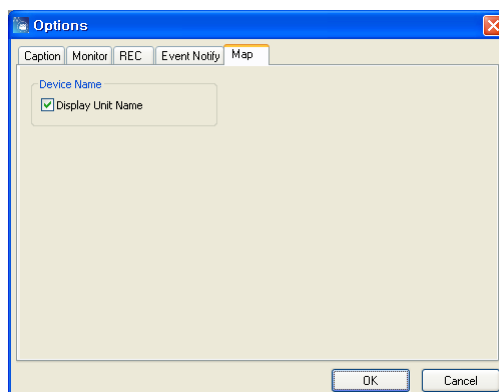 Options
Caption Monitor REC Event Notify Map
Device Name
Display Unit Name
OK Cancel